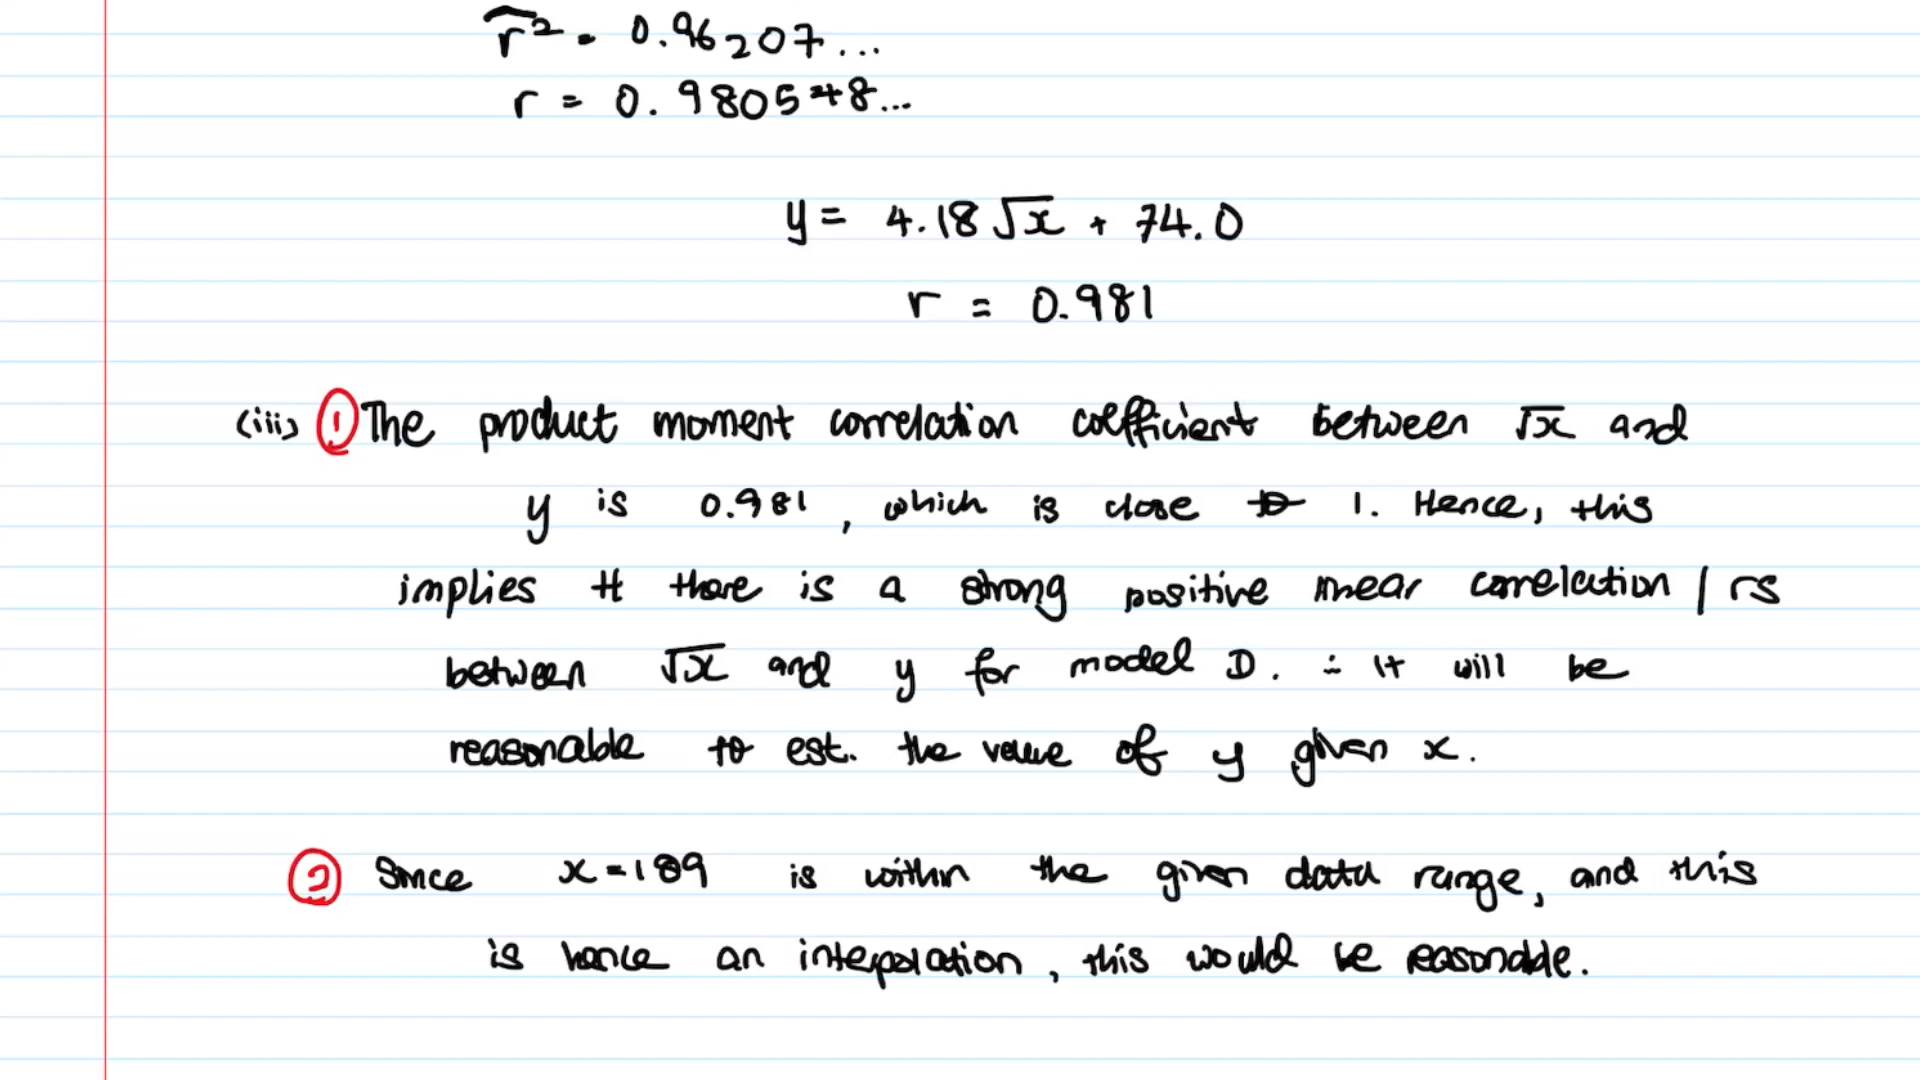 r² = 0.96207...
r = 0.980548...
y = 4.18√x + 74.0
r = 0.981
(iii) ① The product moment correlation coefficient between √x and
y is 0.981, which is close to 1. Hence, this
implies tt there is a strong positive linear correlation / rs
between √x and y for model D. ∴ it will be
reasonable to est. the value of y given x.
② Since x = 189 is within the given data range, and this
is hence an interpolation, this would be reasonable.